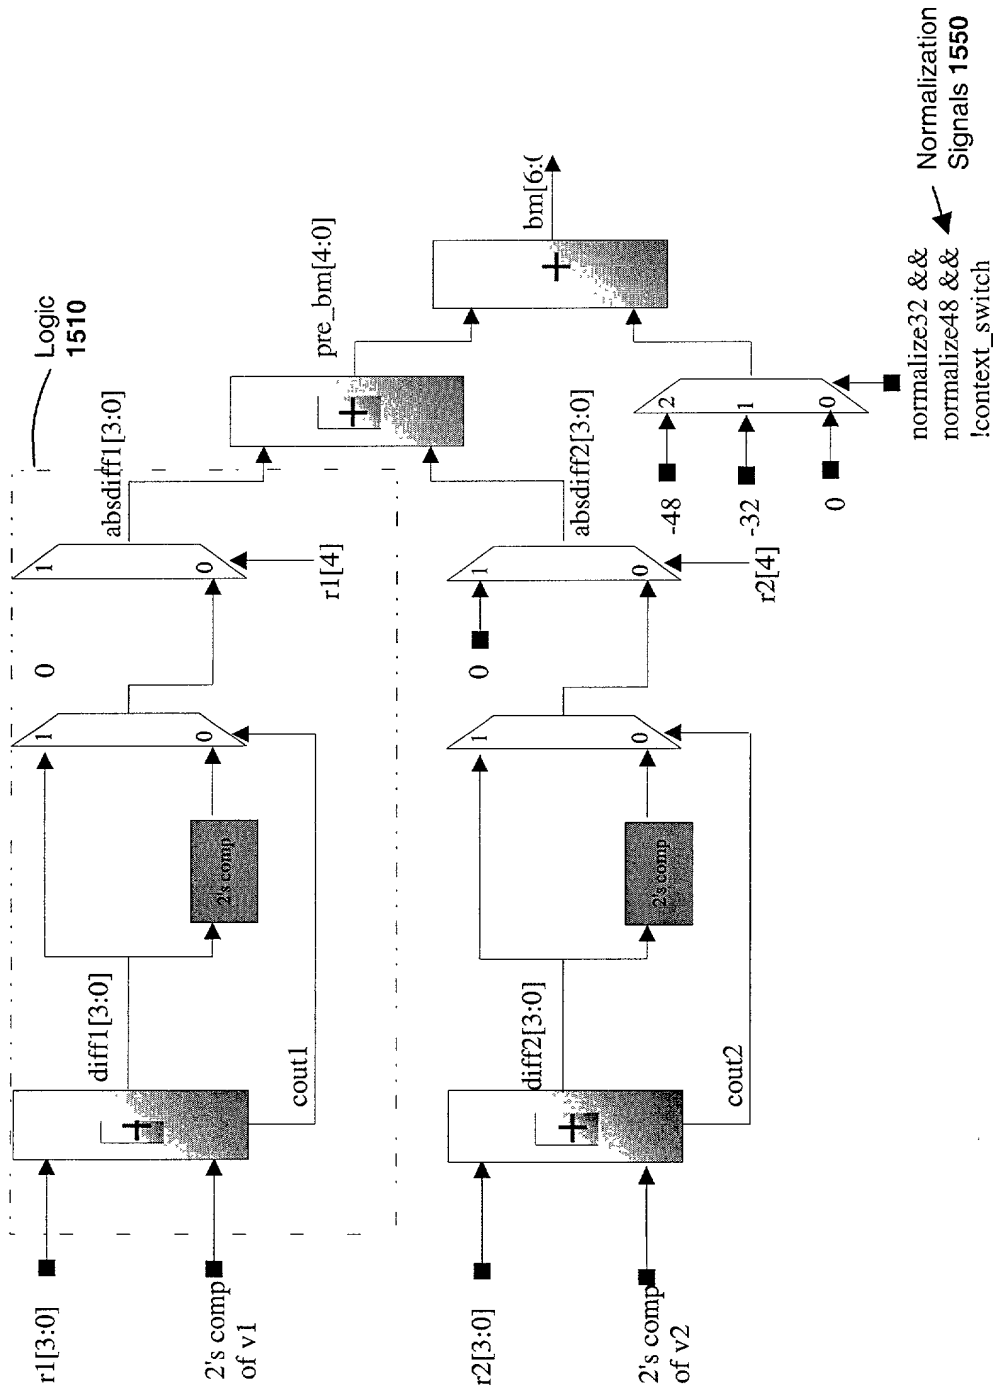 Logic
1510
r1[3:0]
2's comp
of v1
+
diff1[3:0]
cout1
2's comp
1
0
0
1
0
r1[4]
absdiff1[3:0]
+
pre_bm[4:0]
r2[3:0]
2's comp
of v2
+
diff2[3:0]
cout2
2's comp
1
0
0
1
0
r2[4]
absdiff2[3:0]
-48
-32
0
2
1
0
+
bm[6:(
normalize32 &&
normalize48 &&
!context_switch
Normalization
Signals 1550